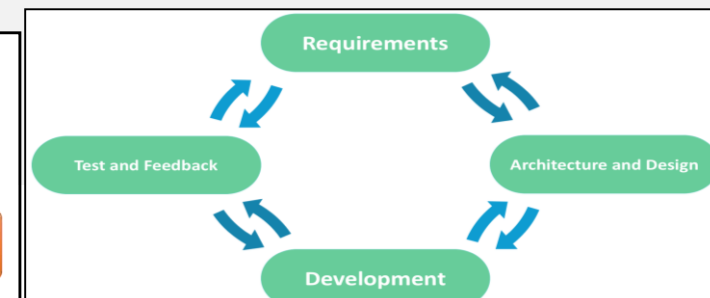 Requirements
Test and Feedback
Architecture and Design
Development